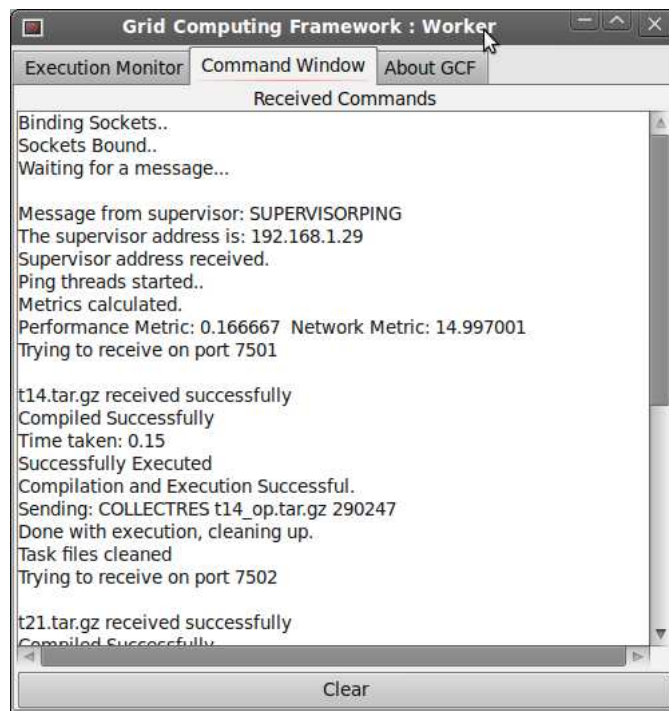 Grid Computing Framework : Worker
Execution Monitor Command Window About GCF
Received Commands
Binding Sockets..
Sockets Bound..
Waiting for a message...
Message from supervisor: SUPERVISORPING
The supervisor address is: 192.168.1.29
Supervisor address received.
Ping threads started..
Metrics calculated.
Performance Metric: 0.166667  Network Metric: 14.997001
Trying to receive on port 7501
t14.tar.gz received successfully
Compiled Successfully
Time taken: 0.15
Successfully Executed
Compilation and Execution Successful.
Sending: COLLECTRES t14_op.tar.gz 290247
Done with execution, cleaning up.
Task files cleaned
Trying to receive on port 7502
t21.tar.gz received successfully
Compiled Successfully
Clear